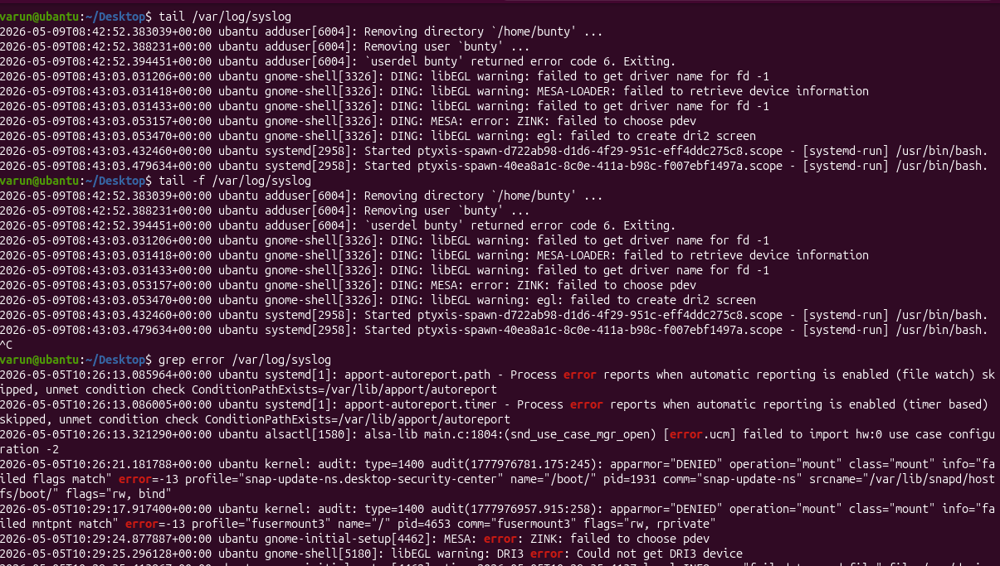 varun@ubantu:~/Desktop$ tail /var/log/syslog
2026-05-09T08:42:52.383039+00:00 ubantu adduser[6004]: Removing directory `/home/bunty' ...
2026-05-09T08:42:52.388231+00:00 ubantu adduser[6004]: Removing user `bunty' ...
2026-05-09T08:42:52.394451+00:00 ubantu adduser[6004]: `userdel bunty' returned error code 6. Exiting.
2026-05-09T08:43:03.031206+00:00 ubantu gnome-shell[3326]: DING: libEGL warning: failed to get driver name for fd -1
2026-05-09T08:43:03.031418+00:00 ubantu gnome-shell[3326]: DING: libEGL warning: MESA-LOADER: failed to retrieve device information
2026-05-09T08:43:03.031433+00:00 ubantu gnome-shell[3326]: DING: libEGL warning: failed to get driver name for fd -1
2026-05-09T08:43:03.053157+00:00 ubantu gnome-shell[3326]: DING: MESA: error: ZINK: failed to choose pdev
2026-05-09T08:43:03.053470+00:00 ubantu gnome-shell[3326]: DING: libEGL warning: egl: failed to create dri2 screen
2026-05-09T08:43:03.432460+00:00 ubantu systemd[2958]: Started ptyxis-spawn-d722ab98-d1d6-4f29-951c-eff4ddc275c8.scope - [systemd-run] /usr/bin/bash.
2026-05-09T08:43:03.479634+00:00 ubantu systemd[2958]: Started ptyxis-spawn-40ea8a1c-8c0e-411a-b98c-f007ebf1497a.scope - [systemd-run] /usr/bin/bash.
varun@ubantu:~/Desktop$ tail -f /var/log/syslog
2026-05-09T08:42:52.383039+00:00 ubantu adduser[6004]: Removing directory `/home/bunty' ...
2026-05-09T08:42:52.388231+00:00 ubantu adduser[6004]: Removing user `bunty' ...
2026-05-09T08:42:52.394451+00:00 ubantu adduser[6004]: `userdel bunty' returned error code 6. Exiting.
2026-05-09T08:43:03.031206+00:00 ubantu gnome-shell[3326]: DING: libEGL warning: failed to get driver name for fd -1
2026-05-09T08:43:03.031418+00:00 ubantu gnome-shell[3326]: DING: libEGL warning: MESA-LOADER: failed to retrieve device information
2026-05-09T08:43:03.031433+00:00 ubantu gnome-shell[3326]: DING: libEGL warning: failed to get driver name for fd -1
2026-05-09T08:43:03.053157+00:00 ubantu gnome-shell[3326]: DING: MESA: error: ZINK: failed to choose pdev
2026-05-09T08:43:03.053470+00:00 ubantu gnome-shell[3326]: DING: libEGL warning: egl: failed to create dri2 screen
2026-05-09T08:43:03.432460+00:00 ubantu systemd[2958]: Started ptyxis-spawn-d722ab98-d1d6-4f29-951c-eff4ddc275c8.scope - [systemd-run] /usr/bin/bash.
2026-05-09T08:43:03.479634+00:00 ubantu systemd[2958]: Started ptyxis-spawn-40ea8a1c-8c0e-411a-b98c-f007ebf1497a.scope - [systemd-run] /usr/bin/bash.
^C
varun@ubantu:~/Desktop$ grep error /var/log/syslog
2026-05-05T10:26:13.085964+00:00 ubantu systemd[1]: apport-autoreport.path - Process error reports when automatic reporting is enabled (file watch) sk
ipped, unmet condition check ConditionPathExists=/var/lib/apport/autoreport
2026-05-05T10:26:13.086005+00:00 ubantu systemd[1]: apport-autoreport.timer - Process error reports when automatic reporting is enabled (timer based)
skipped, unmet condition check ConditionPathExists=/var/lib/apport/autoreport
2026-05-05T10:26:13.321290+00:00 ubantu alsactl[1580]: alsa-lib main.c:1804:(snd_use_case_mgr_open) [error.ucm] failed to import hw:0 use case configu
ration -2
2026-05-05T10:26:21.181788+00:00 ubantu kernel: audit: type=1400 audit(1777976781.175:245): apparmor="DENIED" operation="mount" class="mount" info="fa
iled flags match" error=-13 profile="snap-update-ns.desktop-security-center" name="/boot/" pid=1931 comm="snap-update-ns" srcname="/var/lib/snapd/host
fs/boot/" flags="rw, bind"
2026-05-05T10:29:17.917400+00:00 ubantu kernel: audit: type=1400 audit(1777976957.915:258): apparmor="DENIED" operation="mount" class="mount" info="fa
iled mntpnt match" error=-13 profile="fusermount3" name="/" pid=4653 comm="fusermount3" flags="rw, rprivate"
2026-05-05T10:29:24.877887+00:00 ubantu gnome-initial-setup[4462]: MESA: error: ZINK: failed to choose pdev
2026-05-05T10:29:25.296128+00:00 ubantu gnome-shell[5180]: libEGL warning: DRI3 error: Could not get DRI3 device